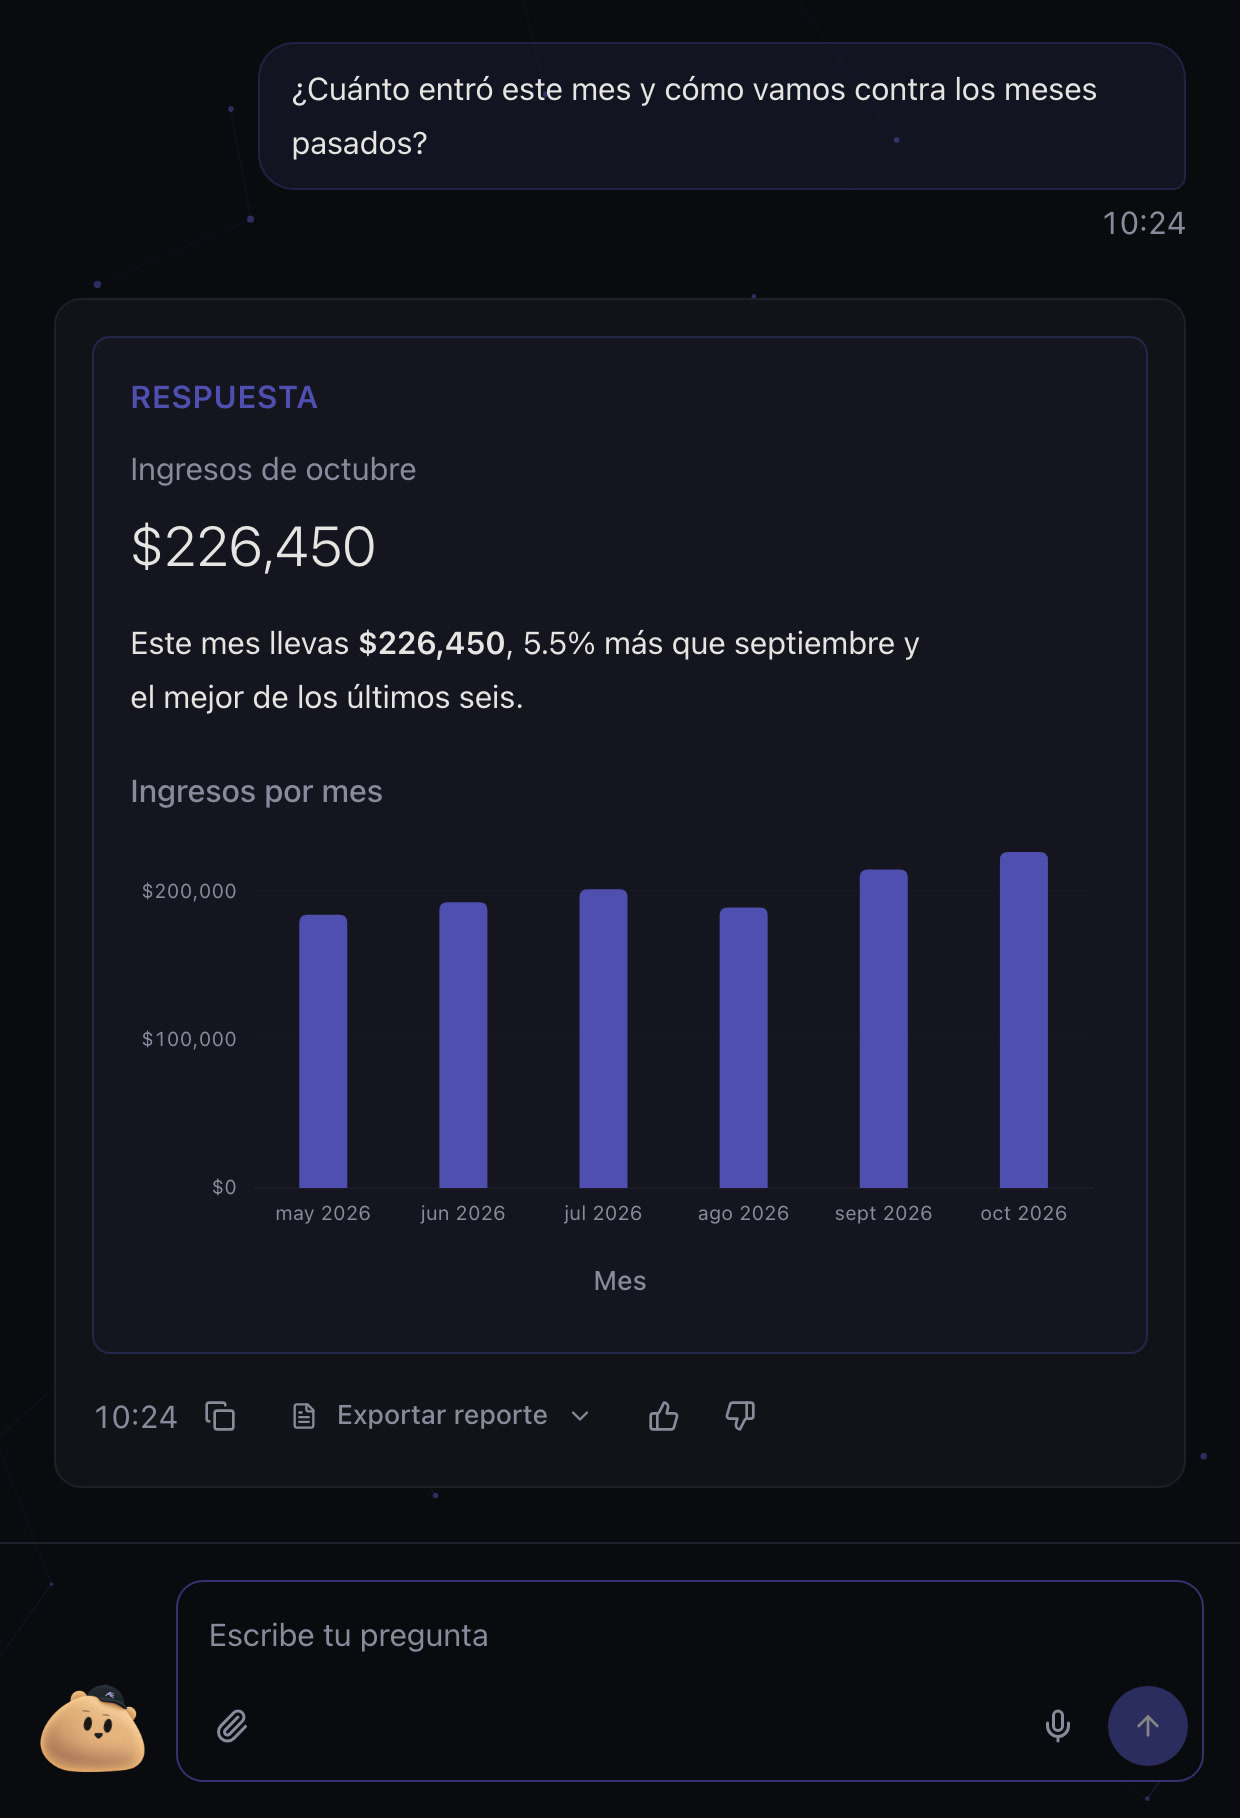 ¿Cuánto entró este mes y cómo vamos contra los meses
pasados?
10:24
RESPUESTA
Ingresos de octubre
$226,450
Este mes llevas $226,450, 5.5% más que septiembre y
el mejor de los últimos seis.
Ingresos por mes
$200,000
$100,000
$0
may 2026 jun 2026 jul 2026 ago 2026 sept 2026 oct 2026
Mes
10:24 Exportar reporte
Escribe tu pregunta